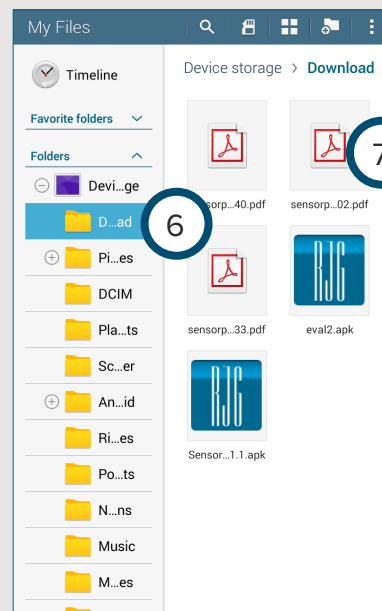 My Files
Timeline
Device storage > Download
Favorite folders
Folders
Devi...ge
D...ad
Pi...es
DCIM
Pla...ts
Sc...er
An...id
Ri...es
Po...ts
N...ns
Music
M...es
6
7
sorp...40.pdf
sensorp...02.pdf
sensorp...33.pdf
RJG
eval2.apk
RJG
Sensor...1.1.apk